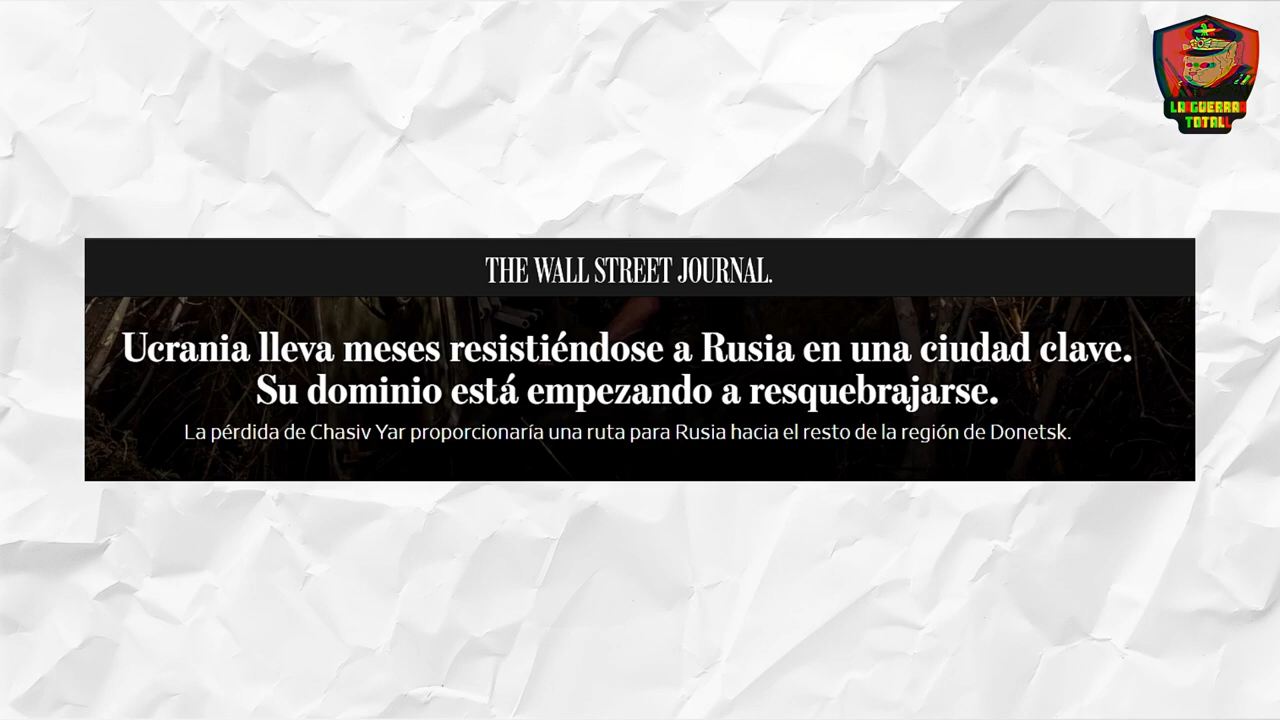 LA GUERRA
TOTAL
THE WALL STREET JOURNAL.
Ucrania lleva meses resistiéndose a Rusia en una ciudad clave.
Su dominio está empezando a resquebrajarse.
La pérdida de Chasiv Yar proporcionaría una ruta para Rusia hacia el resto de la región de Donetsk.